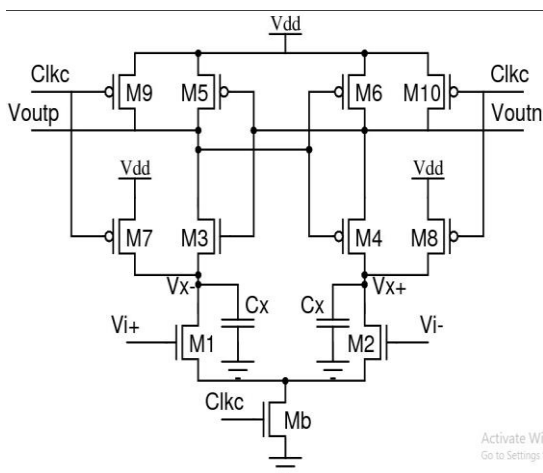 Vdd
Clkc
M9
M5
M6
M10
Clkc
Voutp
Voutn
Vdd
Vdd
M7
M3
M4
M8
Vx-
Cx
Cx
Vx+
Vi+
M1
M2
Vi-
Clkc
Mb
Activate Wi
Go to Settings